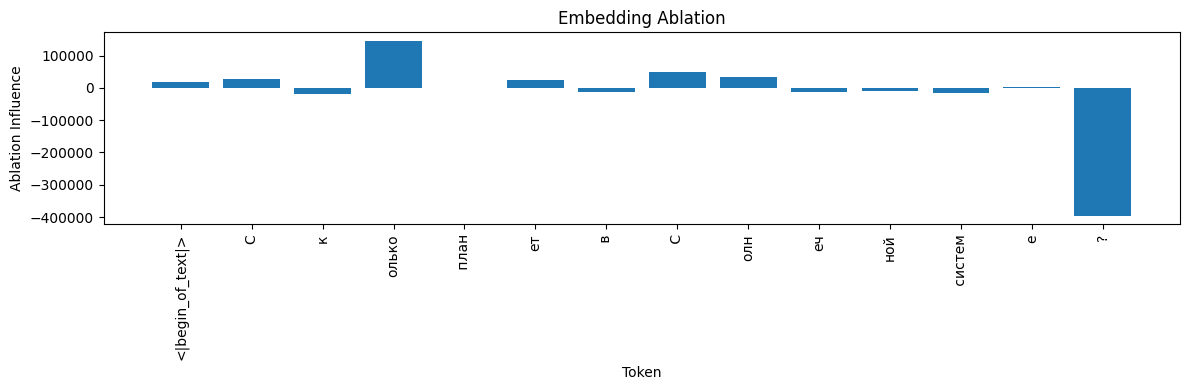 Embedding Ablation
Ablation Influence
100000
0
−100000
−200000
−300000
−400000
<|begin_of_text|>
С
к
олько
план
ет
в
С
олн
еч
ной
систем
е
?
Token